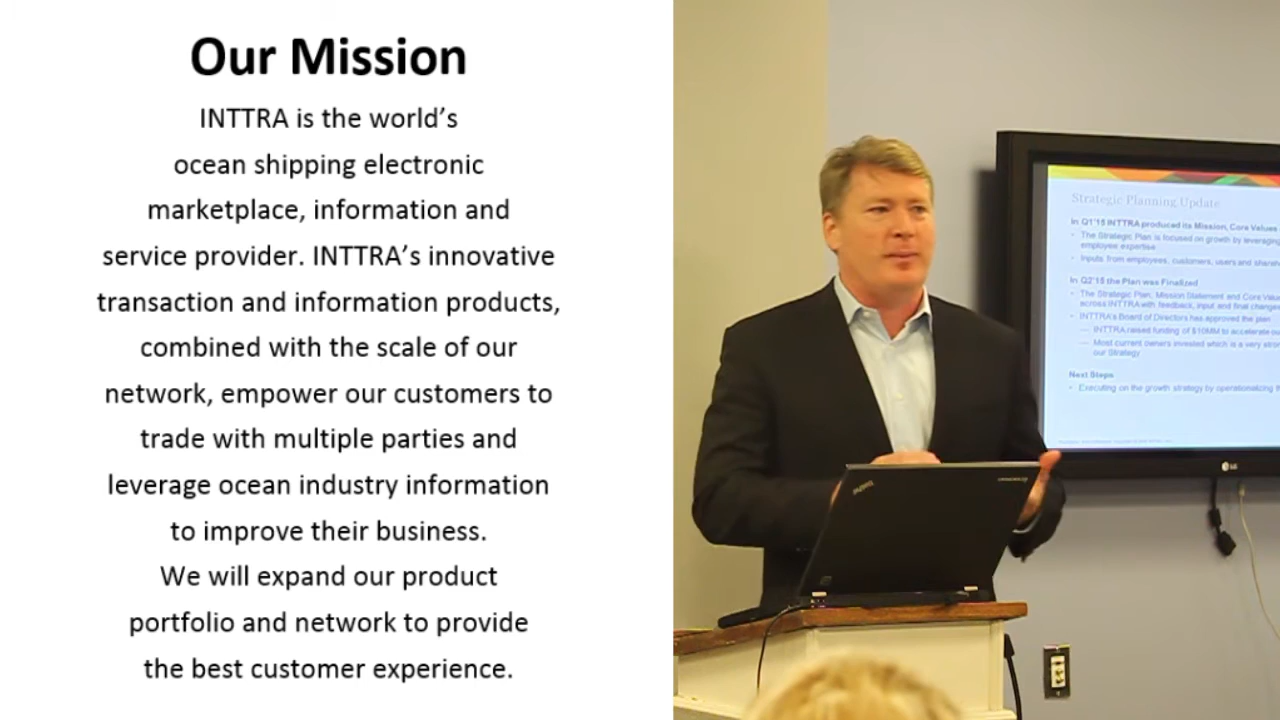 Our Mission
INTTRA is the world’s
ocean shipping electronic
marketplace, information and
service provider. INTTRA’s innovative
transaction and information products,
combined with the scale of our
network, empower our customers to
trade with multiple parties and
leverage ocean industry information
to improve their business.
We will expand our product
portfolio and network to provide
the best customer experience.
Strategic Planning Update
In Q1'15 INTTRA produced its Mission, Core Values
• The Strategic Plan is focused on growth by leveraging
employee expertise
• Inputs from employees, customers, users and
In Q2'15 the Plan was Finalized
• The Strategic Plan, Mission Statement and Core
across INTTRA with feedback, input and final changes
• INTTRA's Board of Directors has approved the plan
— INTTRA raised funding of $10MM to accelerate
— Most current owners invested which is a very
our Strategy
Next Steps
• Executing on the growth strategy by operationalizing
LG
ThinkPad